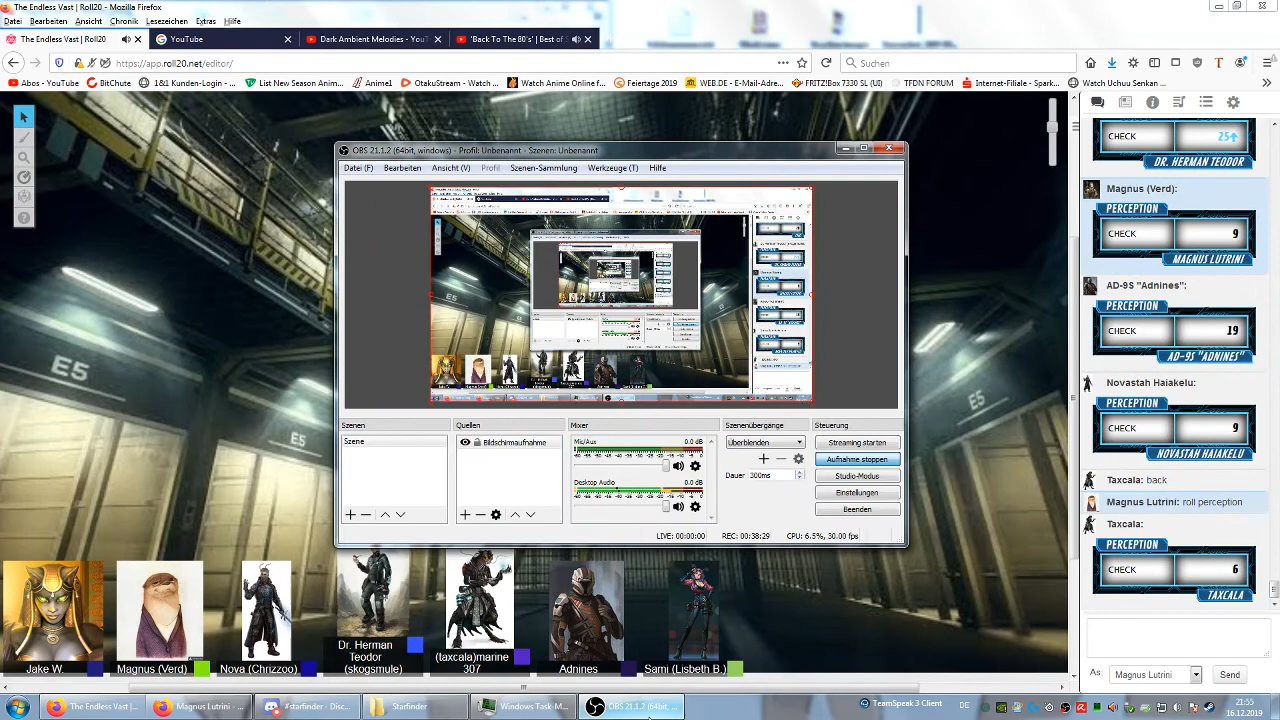 The Endless Vast | Roll20 - Mozilla Firefox
Datei Bearbeiten Ansicht Chronik Lesezeichen Extras Hilfe
The Endless Vast | Roll20
YouTube
Dark Ambient Melodies - YouT
'Back To The 80's' | Best of S
https://app.roll20.net/editor/
Suchen
Abos - YouTube
BitChute
1&1 Kunden-Login - ...
List New Season Anim...
Anime1
OtakuStream - Watch ...
Watch Anime Online f...
Feiertage 2019
WEB.DE - E-Mail-Adre...
FRITZ!Box 7330 SL (UI)
TFDN FORUM
Internet-Filiale - Spark...
Watch Uchuu Senkan ...
OBS 21.1.2 (64bit, windows) - Profil: Unbenannt - Szenen: Unbenannt
Datei (F) Bearbeiten Ansicht (V) Profil Szenen-Sammlung Werkzeuge (T) Hilfe
Szenen
Szene
Quellen
Bildschirmaufnahme
Mixer
Mic/Aux 0.0 dB
Desktop Audio 0.0 dB
Szenenübergänge
Überblenden
Dauer 300ms
Steuerung
Streaming starten
Aufnahme stoppen
Studio-Modus
Einstellungen
Beenden
LIVE: 00:00:00 REC: 00:38:29 CPU: 6.5%, 30.00 fps
E5
E5
CHECK 25
DR. HERMAN TEODOR
Magnus (Verd):
PERCEPTION
CHECK 9
MAGNUS LUTRINI
AD-9S "Adnines":
PERCEPTION
CHECK 19
AD-9S "ADNINES"
Novastah Haiakelu:
PERCEPTION
CHECK 9
NOVASTAH HAIAKELU
Taxcala: back
Magnus Lutrini: roll perception
Taxcala:
PERCEPTION
CHECK 6
TAXCALA
As: Magnus Lutrini Send
Jake W.
Magnus (Verd)
Nova (Chrizzoo)
Dr. Herman
Teodor
(skopsmule)
(taxcala)marine
307
Adnines
Sami (Lisbeth B.)
The Endless Vast |...
Magnus Lutrini - ...
#starfinder - Disc...
Starfinder
Windows Task-M...
OBS 21.1.2 (64bit, ...
TeamSpeak 3 Client
DE
21:55
16.12.2019